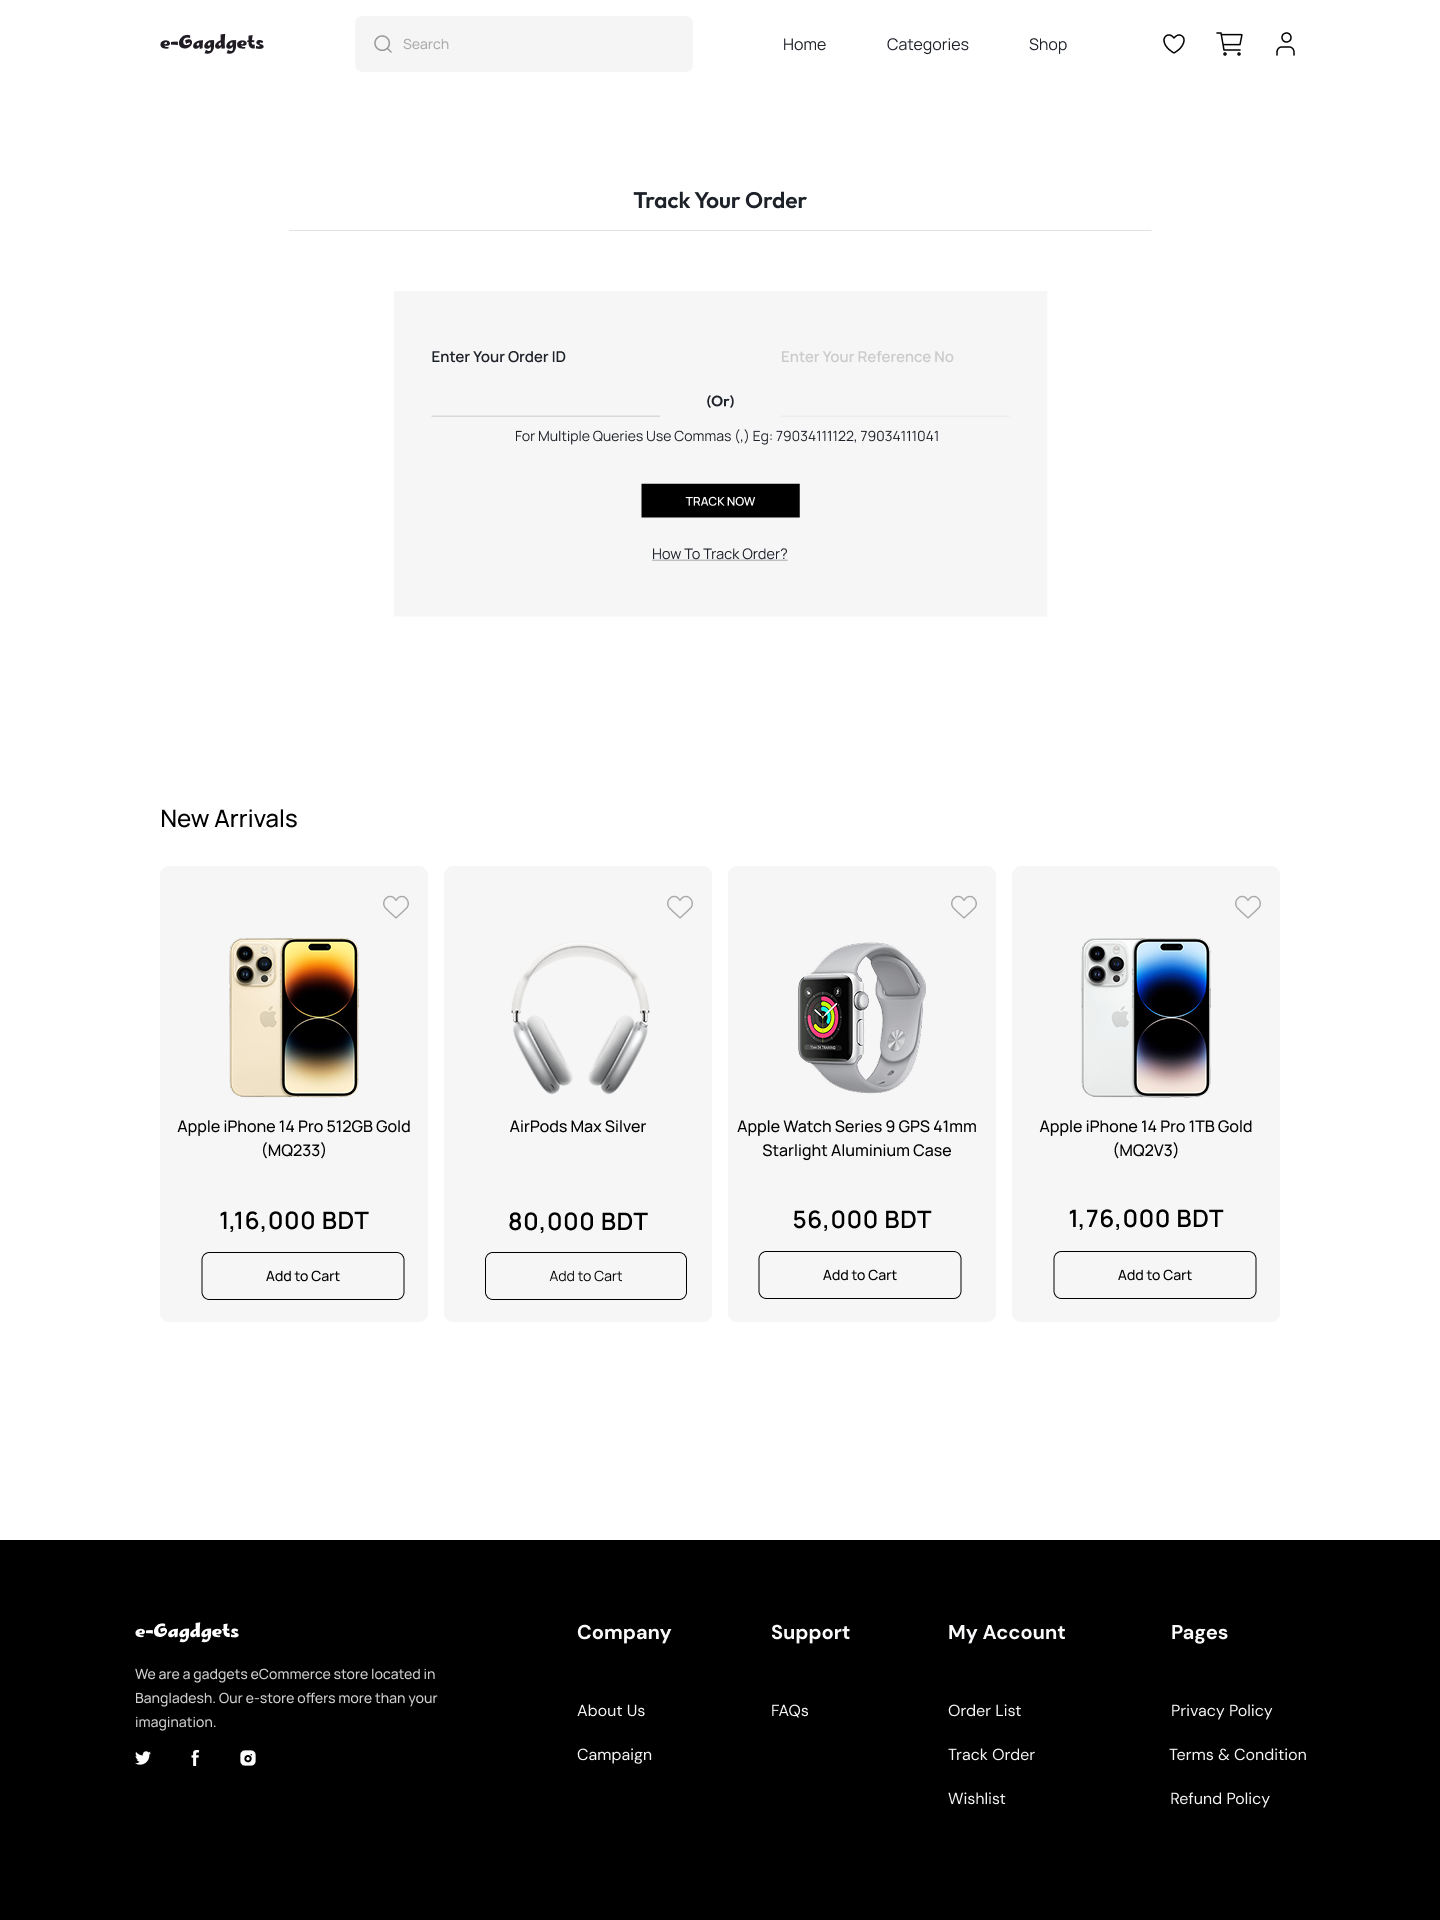 e-Gagdgets
Search
Home
Categories
Shop
Track Your Order
Enter Your Order ID
Enter Your Reference No
(Or)
For Multiple Queries Use Commas (,) Eg: 79034111122, 79034111041
TRACK NOW
How To Track Order?
New Arrivals
Apple iPhone 14 Pro 512GB Gold
(MQ233)
1,16,000 BDT
Add to Cart
AirPods Max Silver
80,000 BDT
Add to Cart
Apple Watch Series 9 GPS 41mm
Starlight Aluminium Case
56,000 BDT
Add to Cart
Apple iPhone 14 Pro 1TB Gold
(MQ2V3)
1,76,000 BDT
Add to Cart
e-Gagdgets
We are a gadgets eCommerce store located in
Bangladesh. Our e-store offers more than your
imagination.
Company
About Us
Campaign
Support
FAQs
My Account
Order List
Track Order
Wishlist
Pages
Privacy Policy
Terms & Condition
Refund Policy